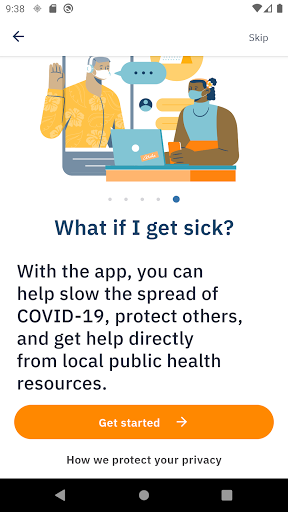 9:38
Skip
What if I get sick?
With the app, you can
help slow the spread of
COVID-19, protect others,
and get help directly
from local public health
resources.
Get started
How we protect your privacy